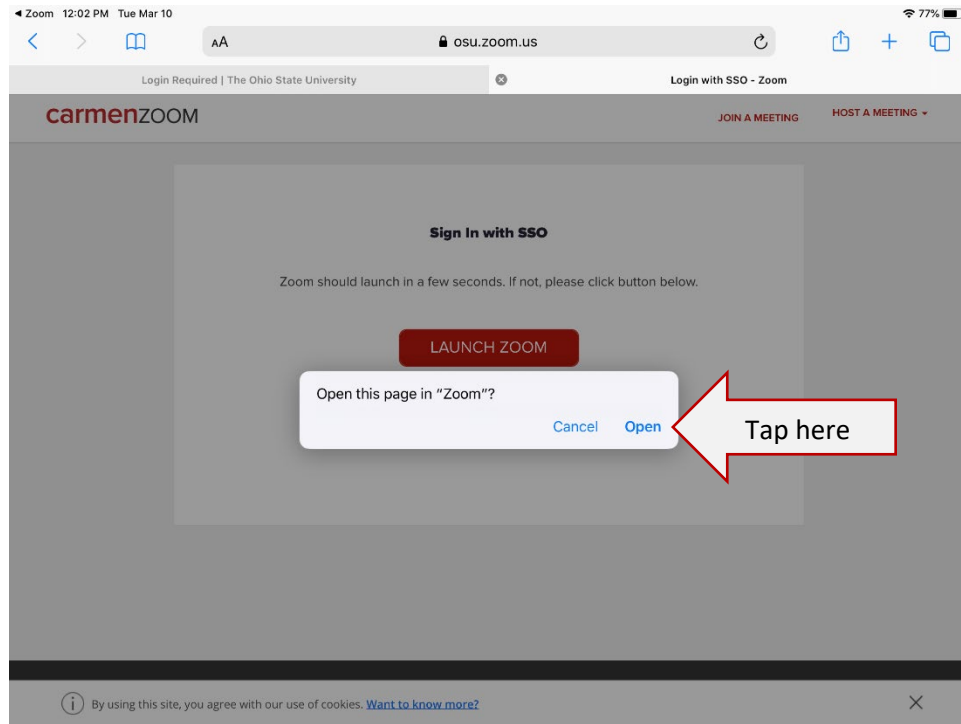 ◄ Zoom 12:02 PM Tue Mar 10 77%
AA osu.zoom.us
Login Required | The Ohio State University Login with SSO - Zoom
carmenZOOM JOIN A MEETING HOST A MEETING
Sign In with SSO
Zoom should launch in a few seconds. If not, please click button below.
LAUNCH ZOOM
Open this page in “Zoom”?
Cancel Open
Tap here
By using this site, you agree with our use of cookies. Want to know more?